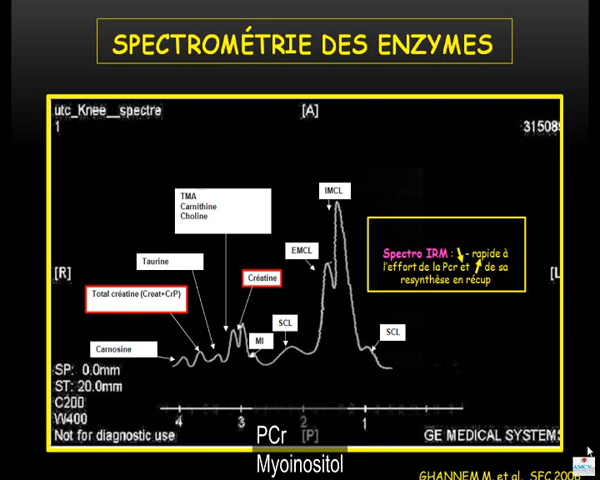 SPECTROMÉTRIE DES ENZYMES
utc_Knee__spectre
[A]
1
31508
IMCL
TMA
Carnithine
Choline
EMCL
Spectro IRM : - rapide à
l'effort de la Pcr et de sa
resynthèse en récup
Taurine
[R]
Créatine
[L
Total créatine (Creat+CrP)
SCL
SCL
MI
Carnosine
SP: 0.0mm
ST: 20.0mm
C200
W400
4
3
2
1
Not for diagnostic use
PCr
[P]
GE MEDICAL SYSTEMS
Myoinositol
GHANNEM M. et al, SFC
AMCV